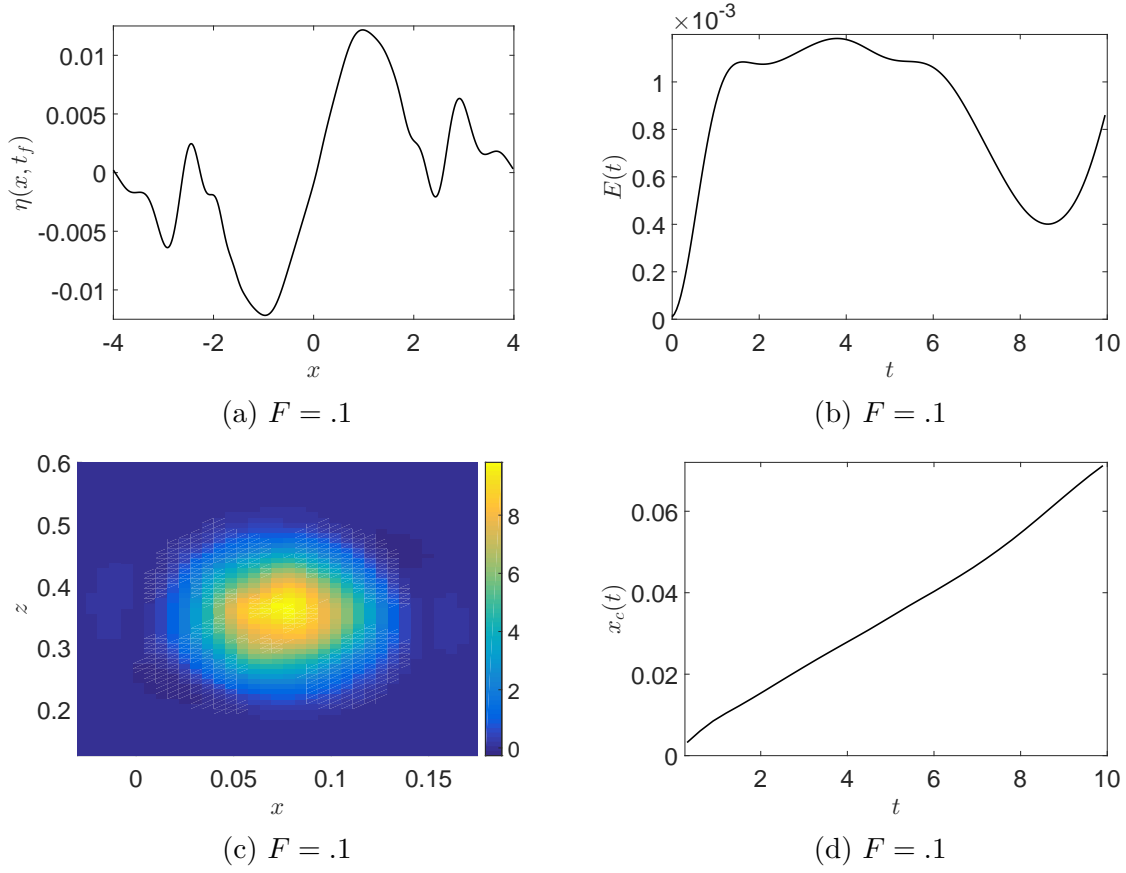 0.01
0.005
0
-0.005
-0.01
η(x, t_f)
-4 -2 0 2 4
x
(a) F = .1
×10^-3
1
0.8
0.6
0.4
0.2
0
E(t)
0 2 4 6 8 10
t
(b) F = .1
0.6
0.5
0.4
0.3
0.2
z
0 0.05 0.1 0.15
x
8
6
4
2
0
(c) F = .1
0.06
0.04
0.02
0
x_c(t)
2 4 6 8 10
t
(d) F = .1